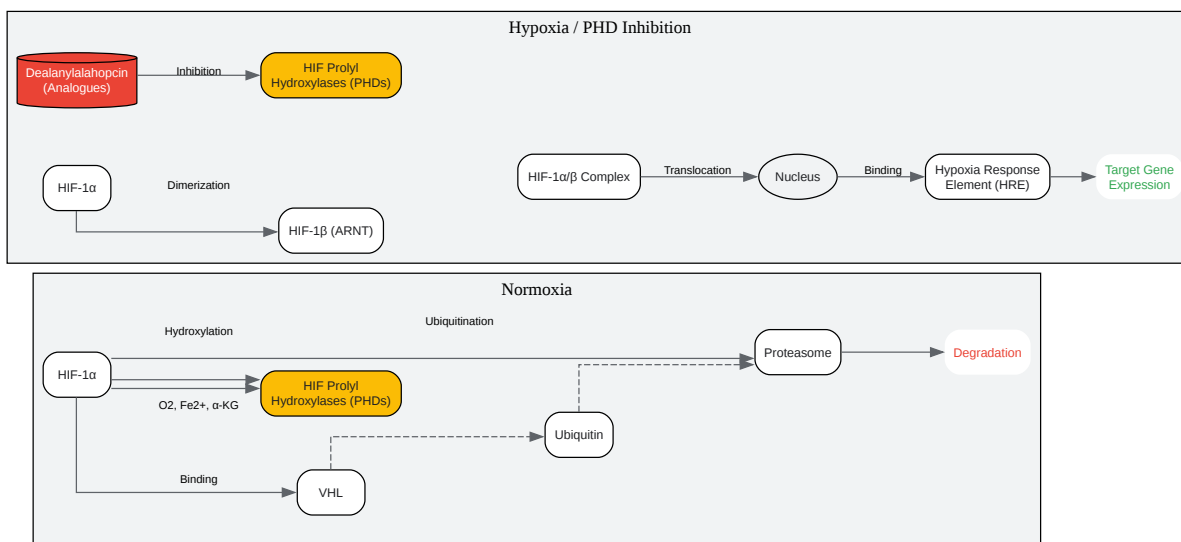 Hypoxia / PHD Inhibition
Dealanylalahopcin
(Analogues)
Inhibition
HIF Prolyl
Hydroxylases (PHDs)
HIF-1α
Dimerization
HIF-1β (ARNT)
HIF-1α/β Complex
Translocation
Nucleus
Binding
Hypoxia Response
Element (HRE)
Target Gene
Expression
Normoxia
Hydroxylation
Ubiquitination
HIF-1α
Proteasome
Degradation
HIF Prolyl
Hydroxylases (PHDs)
O2, Fe2+, α-KG
Ubiquitin
Binding
VHL